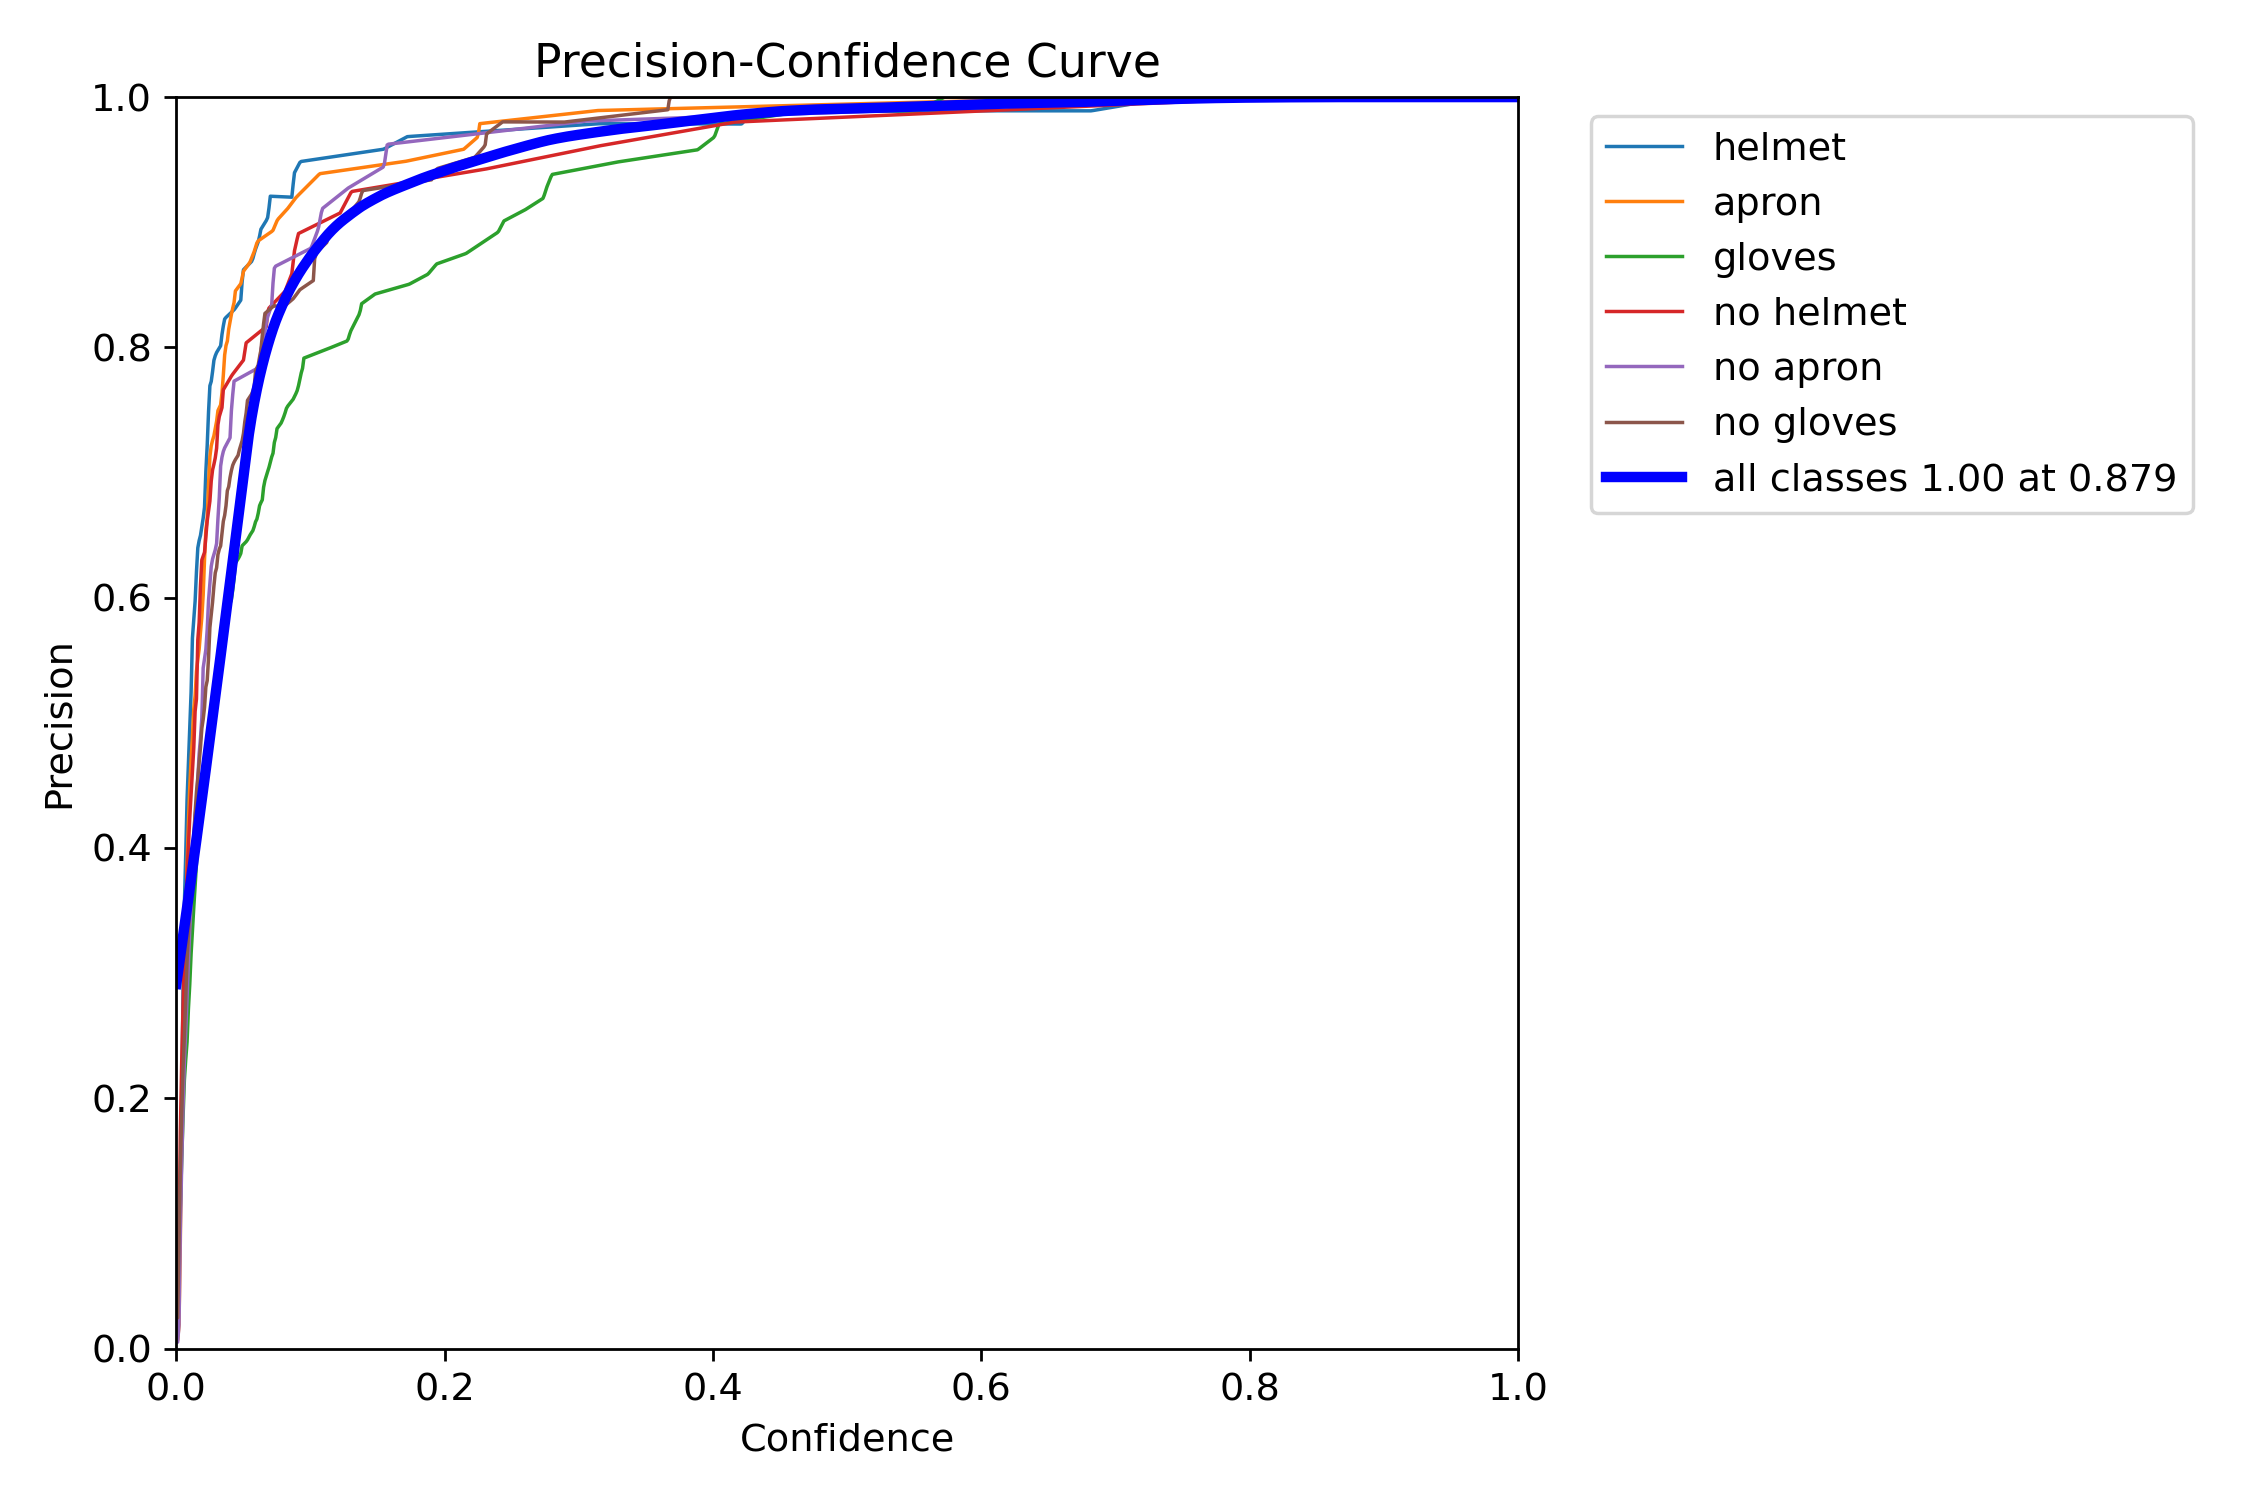 Precision-Confidence Curve
1.0
0.8
0.6
0.4
0.2
0.0
Precision
0.0 0.2 0.4 0.6 0.8 1.0
Confidence
helmet
apron
gloves
no helmet
no apron
no gloves
all classes 1.00 at 0.879